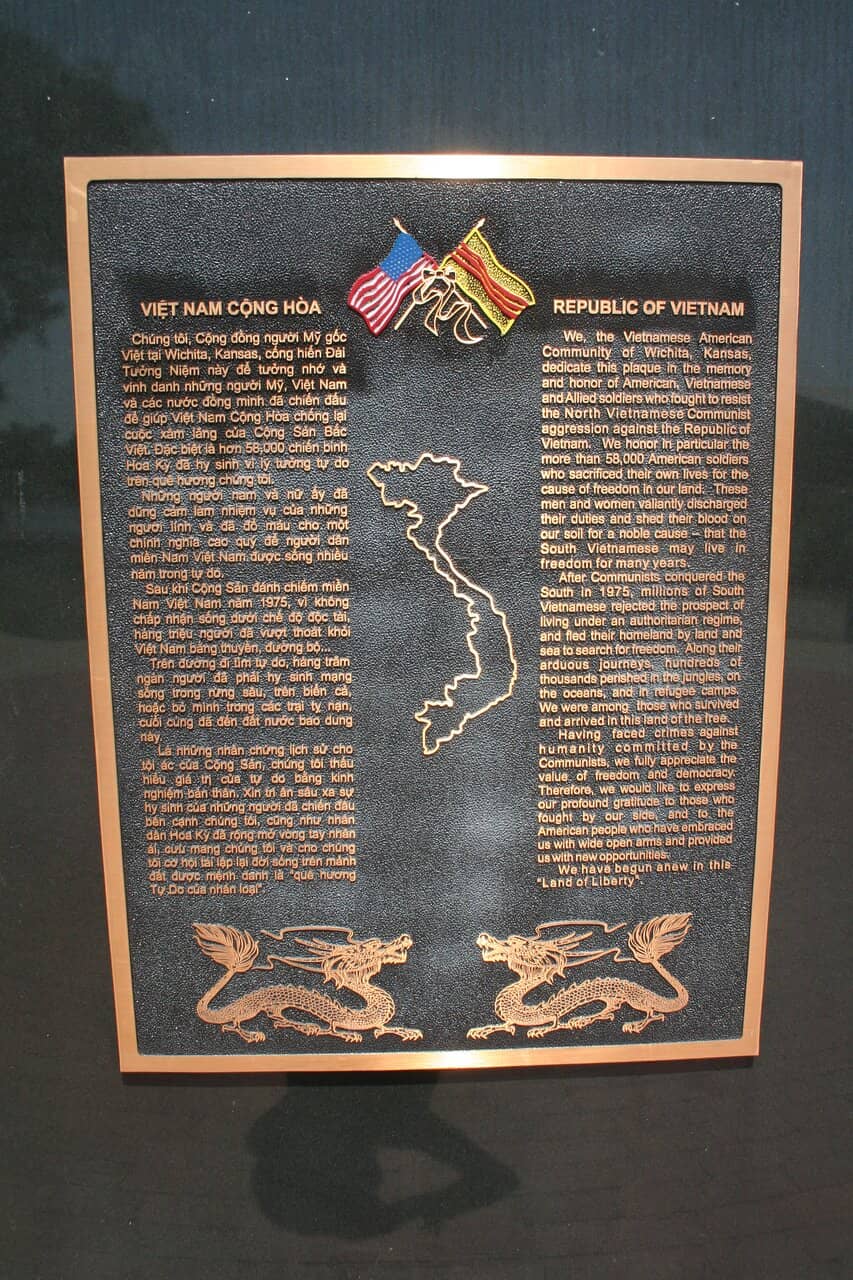 VIỆT NAM CỘNG HÒA
Chúng tôi, Cộng đồng người Mỹ gốc
Việt tại Wichita, Kansas, cống hiến Đài
Tưởng Niệm này để tưởng nhớ và
vinh danh những người Mỹ, Việt Nam
và các nước đồng minh đã chiến đấu
để giúp Việt Nam Cộng Hòa chống lại
cuộc xâm lăng của Cộng Sản Bắc
Việt. Đặc biệt là hơn 58,000 chiến binh
Hoa Kỳ đã hy sinh vì lý tưởng tự do
trên quê hương chúng tôi.
Những người nam và nữ ấy đã
dũng cảm làm nhiệm vụ của những
người lính và đã đổ máu cho một
chính nghĩa cao quý để người dân
miền Nam Việt Nam được sống nhiều
năm trong tự do.
Sau khi Cộng Sản đánh chiếm miền
Nam Việt Nam năm 1975, vì không
chấp nhận sống dưới chế độ độc tài,
hàng triệu người đã vượt thoát khỏi
Việt Nam bằng thuyền, đường bộ...
Trên đường đi tìm tự do, hàng trăm
ngàn người đã phải hy sinh mạng
sống trong rừng sâu, trên biển cả,
hoặc bỏ mình trong các trại tỵ nạn,
cuối cùng đã đến đất nước bao dung
này.
Là những nhân chứng lịch sử cho
tội ác của Cộng Sản, chúng tôi thấu
hiểu giá trị của tự do bằng kinh
nghiệm bản thân. Xin tri ân sâu xa sự
hy sinh của những người đã chiến đấu
bên cạnh chúng tôi, cũng như nhân
dân Hoa Kỳ đã rộng mở vòng tay nhân
ái, cưu mang chúng tôi và cho chúng
tôi cơ hội tái lập lại đời sống trên mảnh
đất được mệnh danh là "quê hương
Tự Do của nhân loại".
REPUBLIC OF VIETNAM
We, the Vietnamese American
Community of Wichita, Kansas,
dedicate this plaque in the memory
and honor of American, Vietnamese
and Allied soldiers who fought to resist
the North Vietnamese Communist
aggression against the Republic of
Vietnam. We honor in particular the
more than 58,000 American soldiers
who sacrificed their own lives for the
cause of freedom in our land. These
men and women valiantly discharged
their duties and shed their blood on
our soil for a noble cause – that the
South Vietnamese may live in
freedom for many years.
After Communists conquered the
South in 1975, millions of South
Vietnamese rejected the prospect of
living under an authoritarian regime,
and fled their homeland by land and
sea to search for freedom. Along their
arduous journeys, hundreds of
thousands perished in the jungles, on
the oceans, and in refugee camps.
We were among those who survived
and arrived in this land of the free.
Having faced crimes against
humanity committed by the
Communists, we fully appreciate the
value of freedom and democracy.
Therefore, we would like to express
our profound gratitude to those who
fought by our side, and to the
American people who have embraced
us with wide open arms and provided
us with new opportunities.
We have begun anew in this
"Land of Liberty".